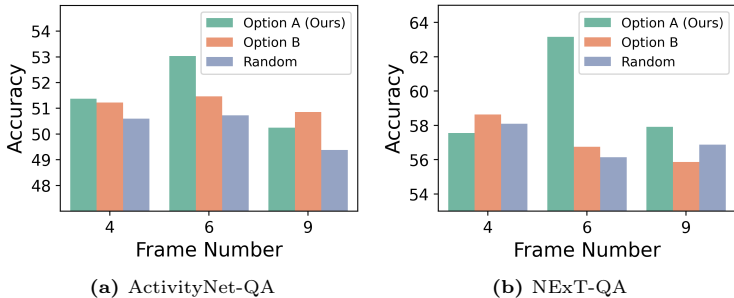 54
53
52
51
50
49
48
Accuracy
Option A (Ours)
Option B
Random
4
6
9
Frame Number
(a) ActivityNet-QA
64
62
60
58
56
54
Accuracy
Option A (Ours)
Option B
Random
4
6
9
Frame Number
(b) NExT-QA